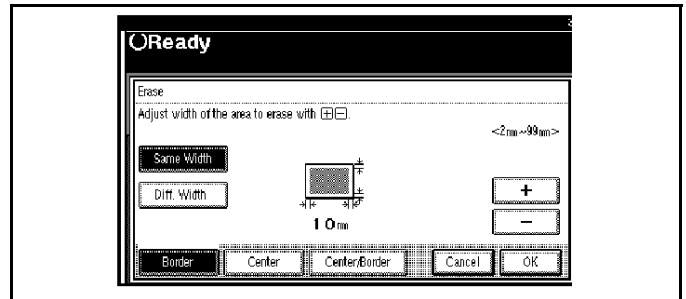 Ready
Erase
Adjust width of the area to erase with [+][-].
<2mm~99mm>
Same Width
Diff. Width
+
10mm
-
Border Center Center/Border Cancel OK